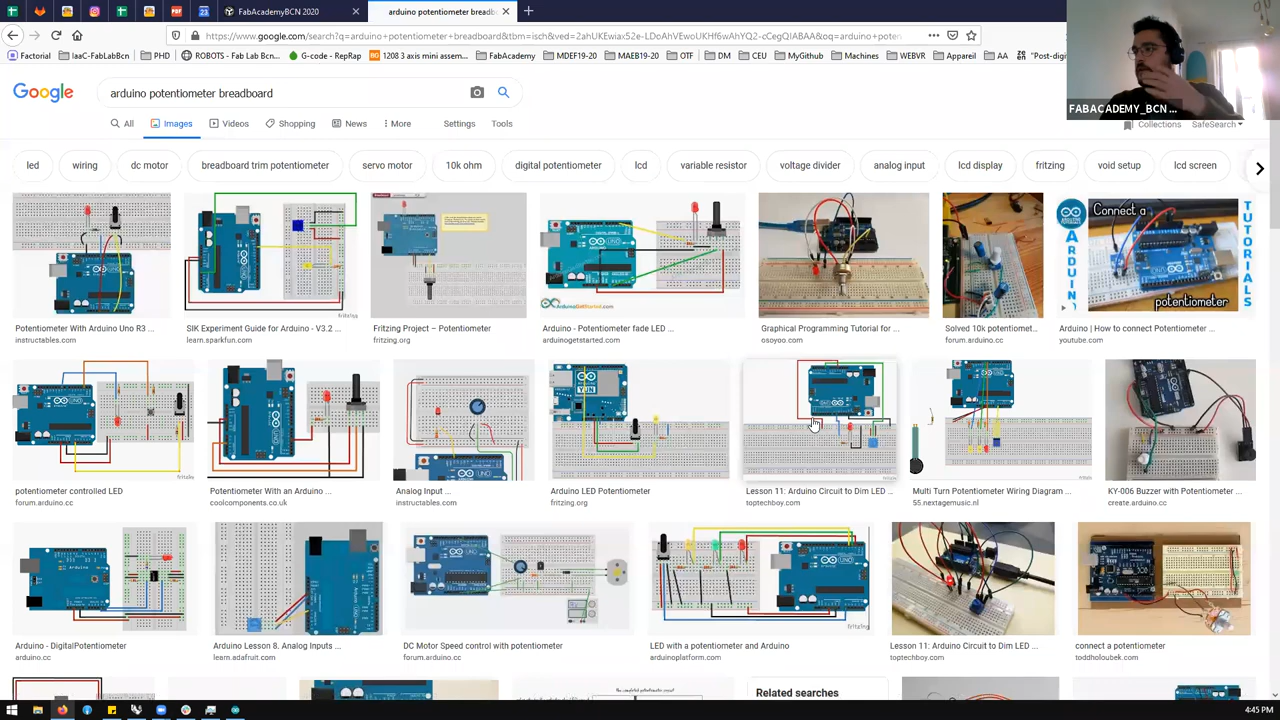 FabAcademyBCN 2020
arduino potentiometer breadb
https://www.google.com/search?q=arduino+potentiometer+breadboard&tbm=isch&ved=2ahUKEwiax52e-LDoAhVEwoUKHf6wAhYQ2-cCegQIABAA&oq=arduino+poten
Factorial
IaaC-FabLabBcn
PHD
ROBOTS - Fab Lab Bcn...
G-code - RepRap
1208 3 axis mini assem...
FabAcademy
MDEF19-20
MAEB19-20
OTF
DM
CEU
MyGithub
Machines
WEBVR
Appareil
AA
"Post-digi
FABACADEMY_BCN ...
Google
arduino potentiometer breadboard
All
Images
Videos
Shopping
News
More
Settings
Tools
Collections
SafeSearch
led
wiring
dc motor
breadboard trim potentiometer
servo motor
10k ohm
digital potentiometer
lcd
variable resistor
voltage divider
analog input
lcd display
fritzing
void setup
lcd screen
Connect a
potentiometer
ARDUINO
TUTORIALS
Potentiometer With Arduino Uno R3 ...
instructables.com
SIK Experiment Guide for Arduino - V3.2 ...
learn.sparkfun.com
Fritzing Project – Potentiometer
fritzing.org
Arduino - Potentiometer fade LED ...
arduinogetstarted.com
Graphical Programming Tutorial for ...
osoyoo.com
Solved 10k potentiomet...
forum.arduino.cc
Arduino | How to connect Potentiometer ...
youtube.com
potentiometer controlled LED
forum.arduino.cc
Potentiometer With an Arduino ...
coolcomponents.co.uk
Analog Input ...
instructables.com
Arduino LED Potentiometer
fritzing.org
Lesson 11: Arduino Circuit to Dim LED ...
toptechboy.com
Multi Turn Potentiometer Wiring Diagram ...
55.nextagemusic.nl
KY-006 Buzzer with Potentiometer ...
create.arduino.cc
Arduino - DigitalPotentiometer
arduino.cc
Arduino Lesson 8. Analog Inputs ...
learn.adafruit.com
DC Motor Speed control with potentiometer
forum.arduino.cc
LED with a potentiometer and Arduino
arduinoplatform.com
Lesson 11: Arduino Circuit to Dim LED ...
toptechboy.com
connect a potentiometer
toddholoubek.com
Related searches
4:45 PM